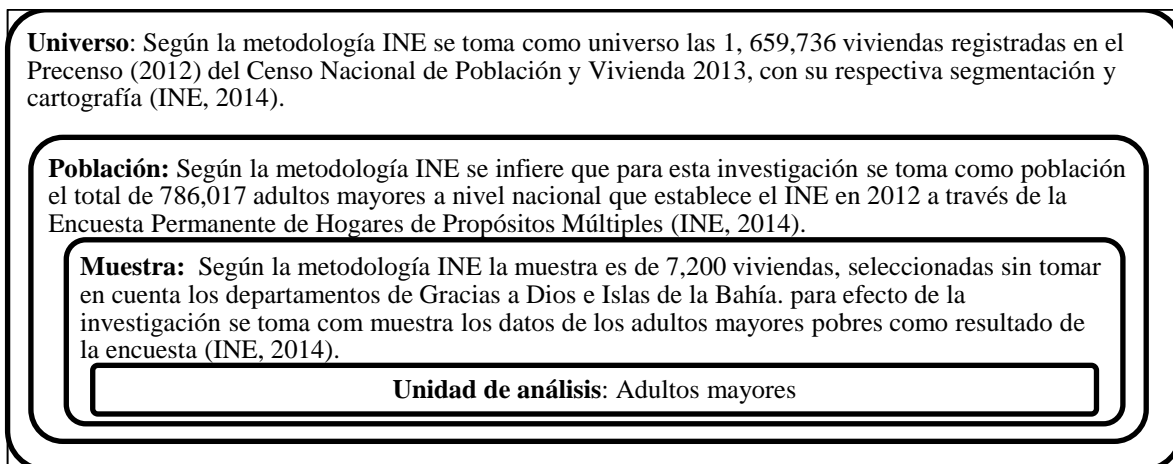 Universo: Según la metodología INE se toma como universo las 1, 659,736 viviendas registradas en el
Precenso (2012) del Censo Nacional de Población y Vivienda 2013, con su respectiva segmentación y
cartografía (INE, 2014).
Población: Según la metodología INE se infiere que para esta investigación se toma como población
el total de 786,017 adultos mayores a nivel nacional que establece el INE en 2012 a través de la
Encuesta Permanente de Hogares de Propósitos Múltiples (INE, 2014).
Muestra: Según la metodología INE la muestra es de 7,200 viviendas, seleccionadas sin tomar
en cuenta los departamentos de Gracias a Dios e Islas de la Bahía. para efecto de la
investigación se toma com muestra los datos de los adultos mayores pobres como resultado de
la encuesta (INE, 2014).
Unidad de análisis: Adultos mayores